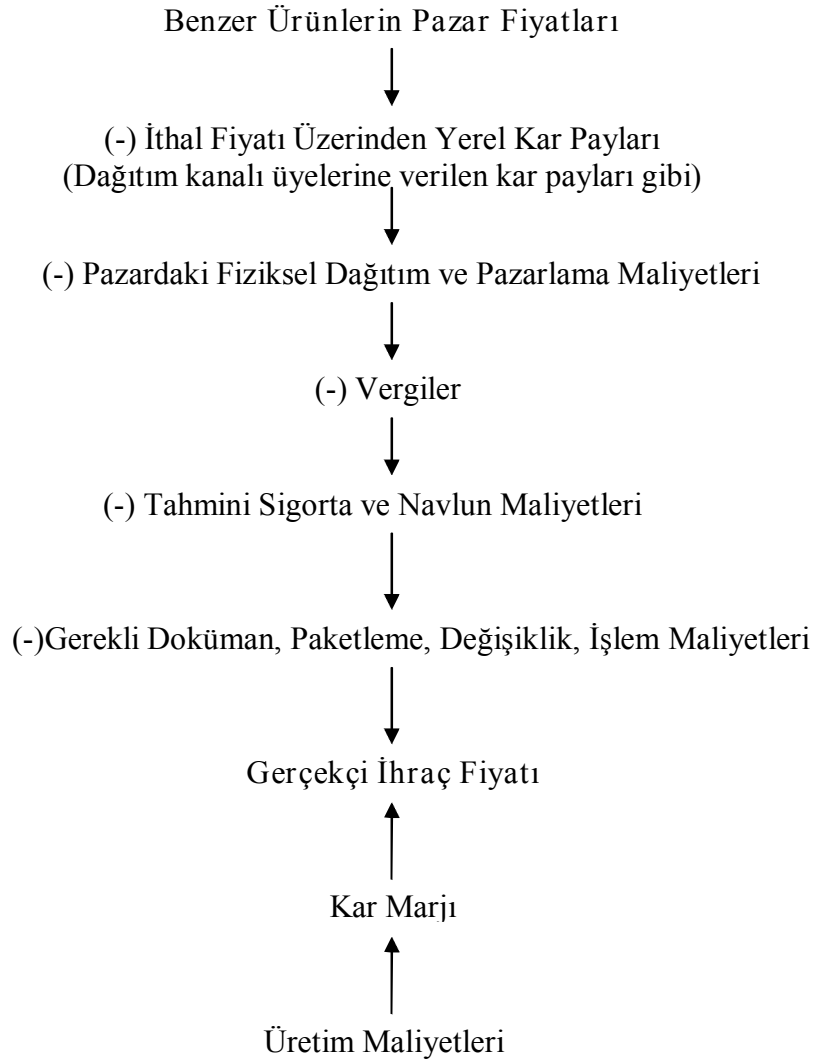 Benzer Ürünlerin Pazar Fiyatları
(-) İthal Fiyatı Üzerinden Yerel Kar Payları
(Dağıtım kanalı üyelerine verilen kar payları gibi)
(-) Pazardaki Fiziksel Dağıtım ve Pazarlama Maliyetleri
(-) Vergiler
(-) Tahmini Sigorta ve Navlun Maliyetleri
(-)Gerekli Doküman, Paketleme, Değişiklik, İşlem Maliyetleri
Gerçekçi İhraç Fiyatı
Kar Marjı
Üretim Maliyetleri